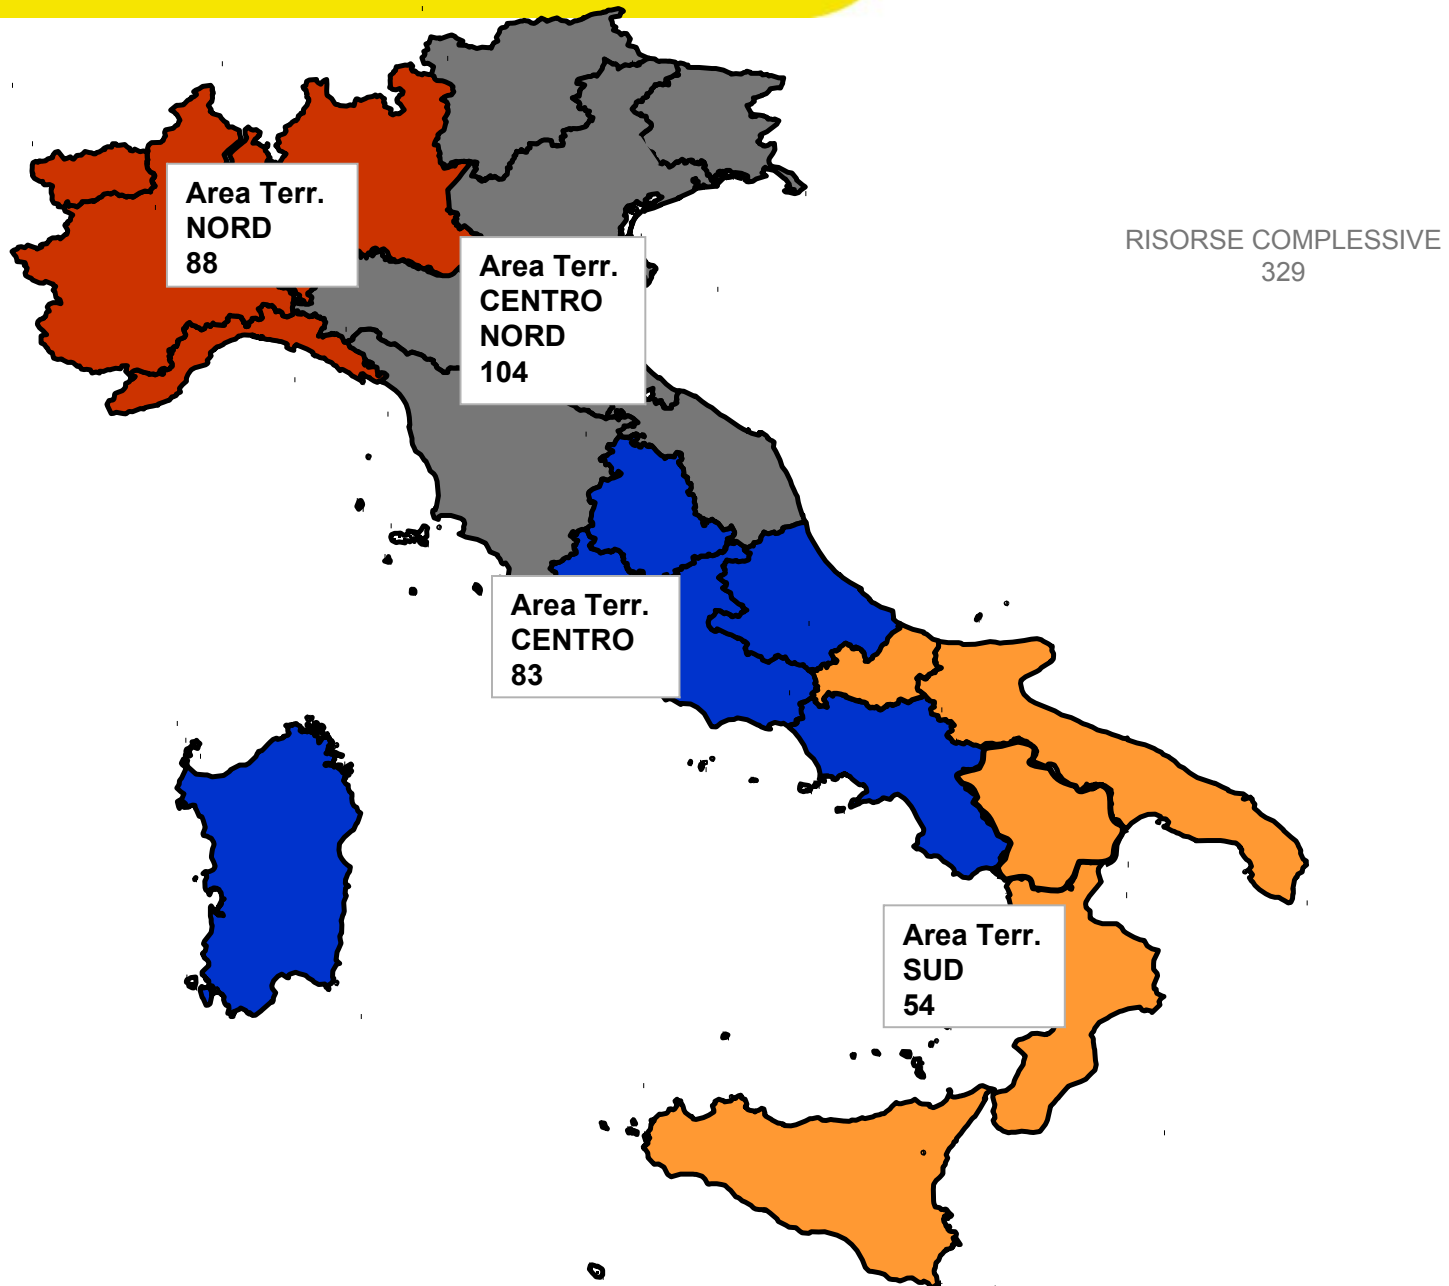 Area Terr.
NORD
88
Area Terr.
CENTRO
NORD
104
RISORSE COMPLESSIVE
329
Area Terr.
CENTRO
83
Area Terr.
SUD
54